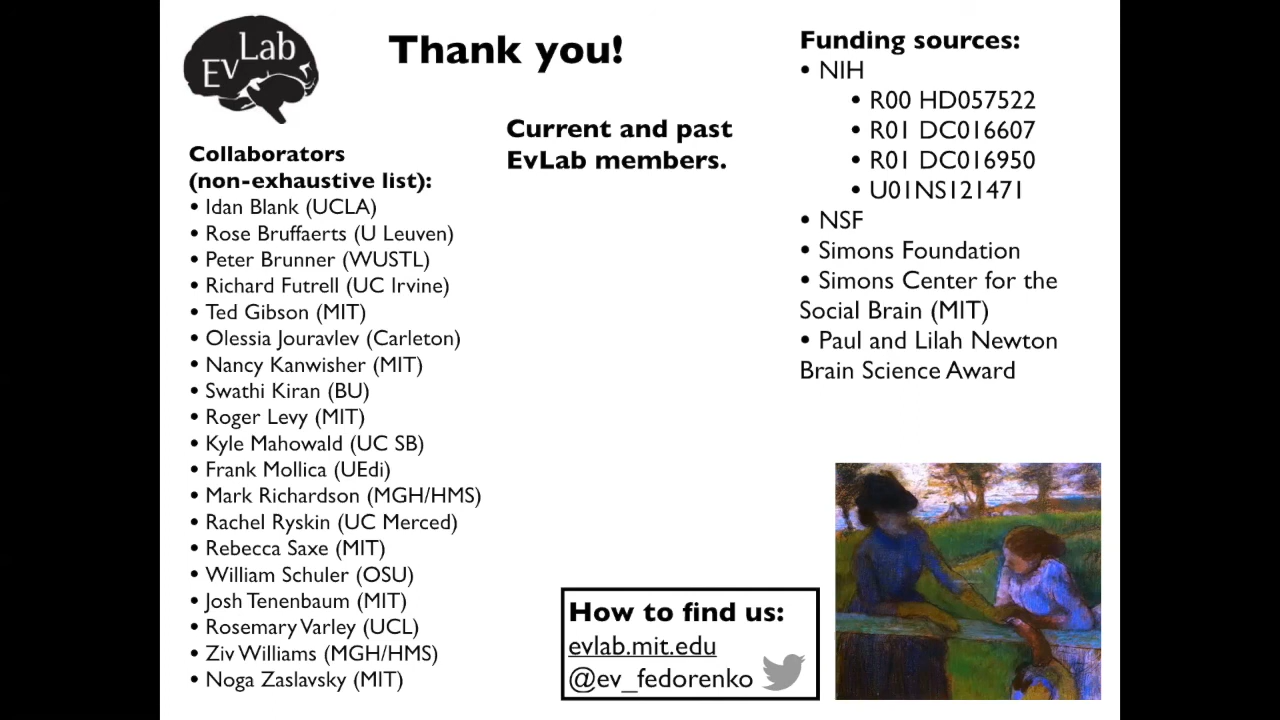 Ev Lab
Thank you!
Current and past
EvLab members.
Collaborators
(non-exhaustive list):
• Idan Blank (UCLA)
• Rose Bruffaerts (U Leuven)
• Peter Brunner (WUSTL)
• Richard Futrell (UC Irvine)
• Ted Gibson (MIT)
• Olessia Jouravlev (Carleton)
• Nancy Kanwisher (MIT)
• Swathi Kiran (BU)
• Roger Levy (MIT)
• Kyle Mahowald (UC SB)
• Frank Mollica (UEdi)
• Mark Richardson (MGH/HMS)
• Rachel Ryskin (UC Merced)
• Rebecca Saxe (MIT)
• William Schuler (OSU)
• Josh Tenenbaum (MIT)
• Rosemary Varley (UCL)
• Ziv Williams (MGH/HMS)
• Noga Zaslavsky (MIT)
Funding sources:
• NIH
• R00 HD057522
• R01 DC016607
• R01 DC016950
• U01NS121471
• NSF
• Simons Foundation
• Simons Center for the
Social Brain (MIT)
• Paul and Lilah Newton
Brain Science Award
How to find us:
evlab.mit.edu
@ev_fedorenko